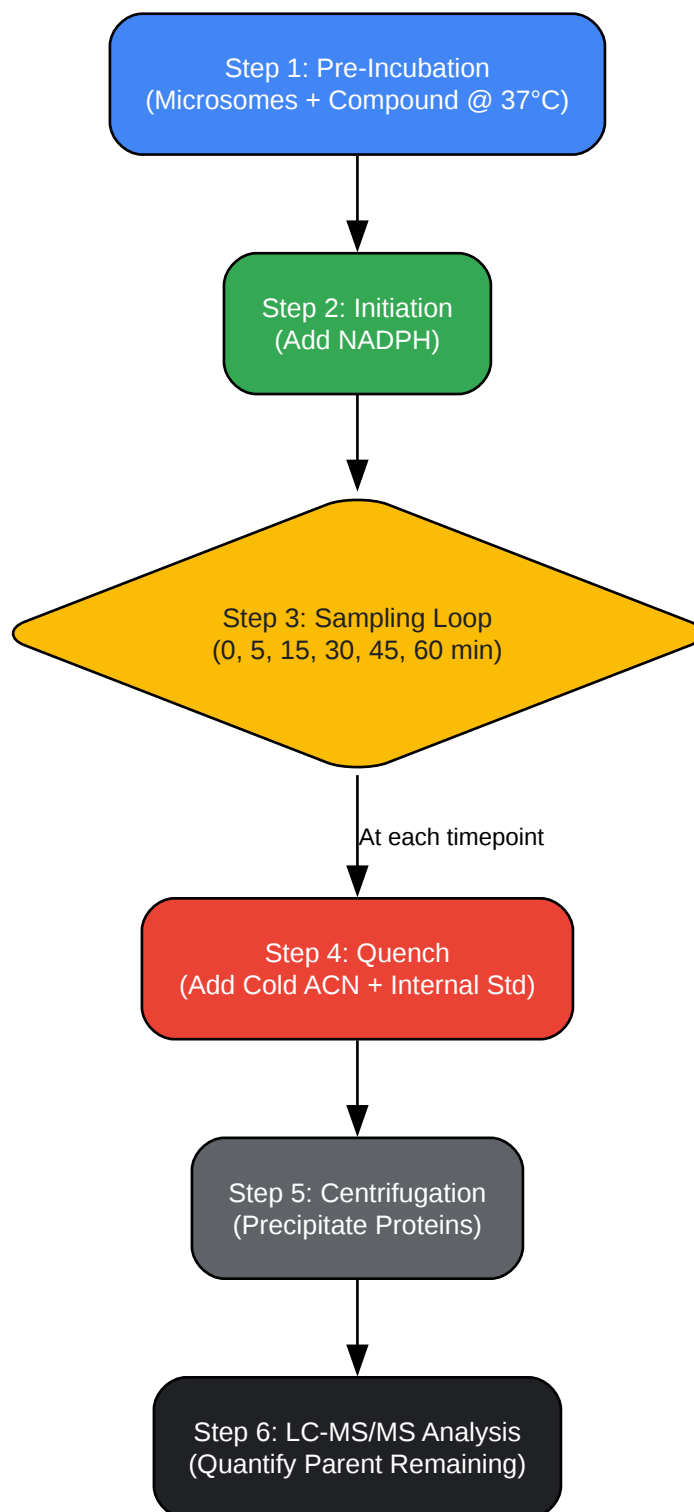 Step 1: Pre-Incubation
(Microsomes + Compound @ 37°C)
Step 2: Initiation
(Add NADPH)
Step 3: Sampling Loop
(0, 5, 15, 30, 45, 60 min)
At each timepoint
Step 4: Quench
(Add Cold ACN + Internal Std)
Step 5: Centrifugation
(Precipitate Proteins)
Step 6: LC-MS/MS Analysis
(Quantify Parent Remaining)